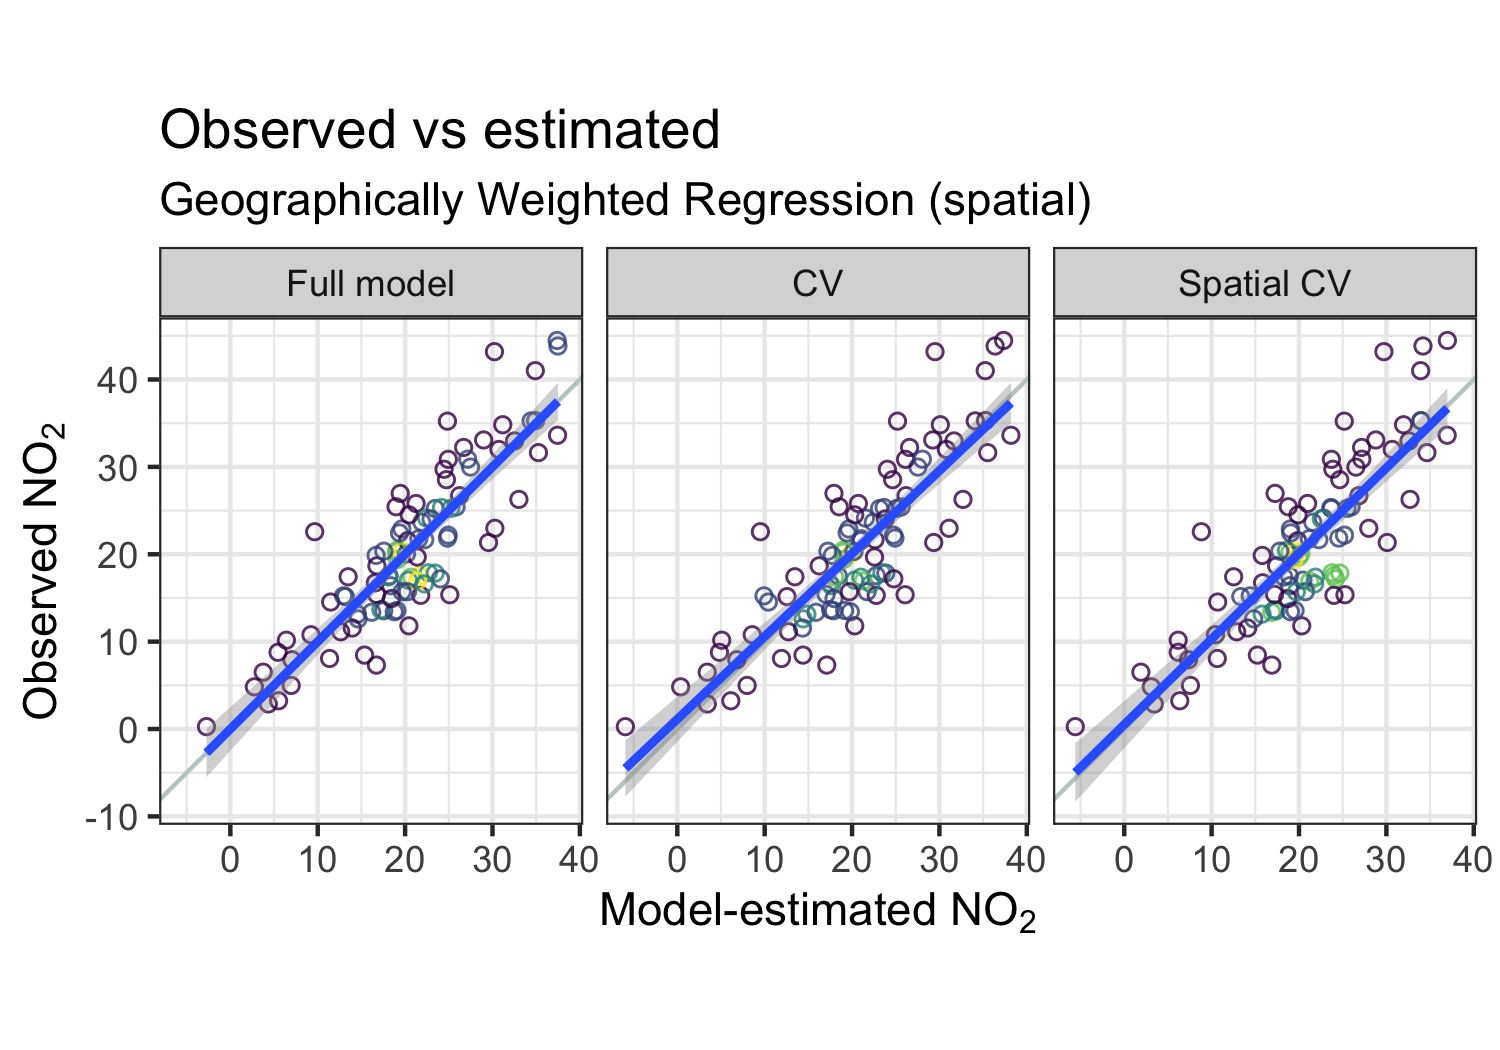 Observed vs estimated
Geographically Weighted Regression (spatial)
Full model CV Spatial CV
Observed NO₂
40
30
20
10
0
-10
0 10 20 30 40 0 10 20 30 40 0 10 20 30 40
Model-estimated NO₂